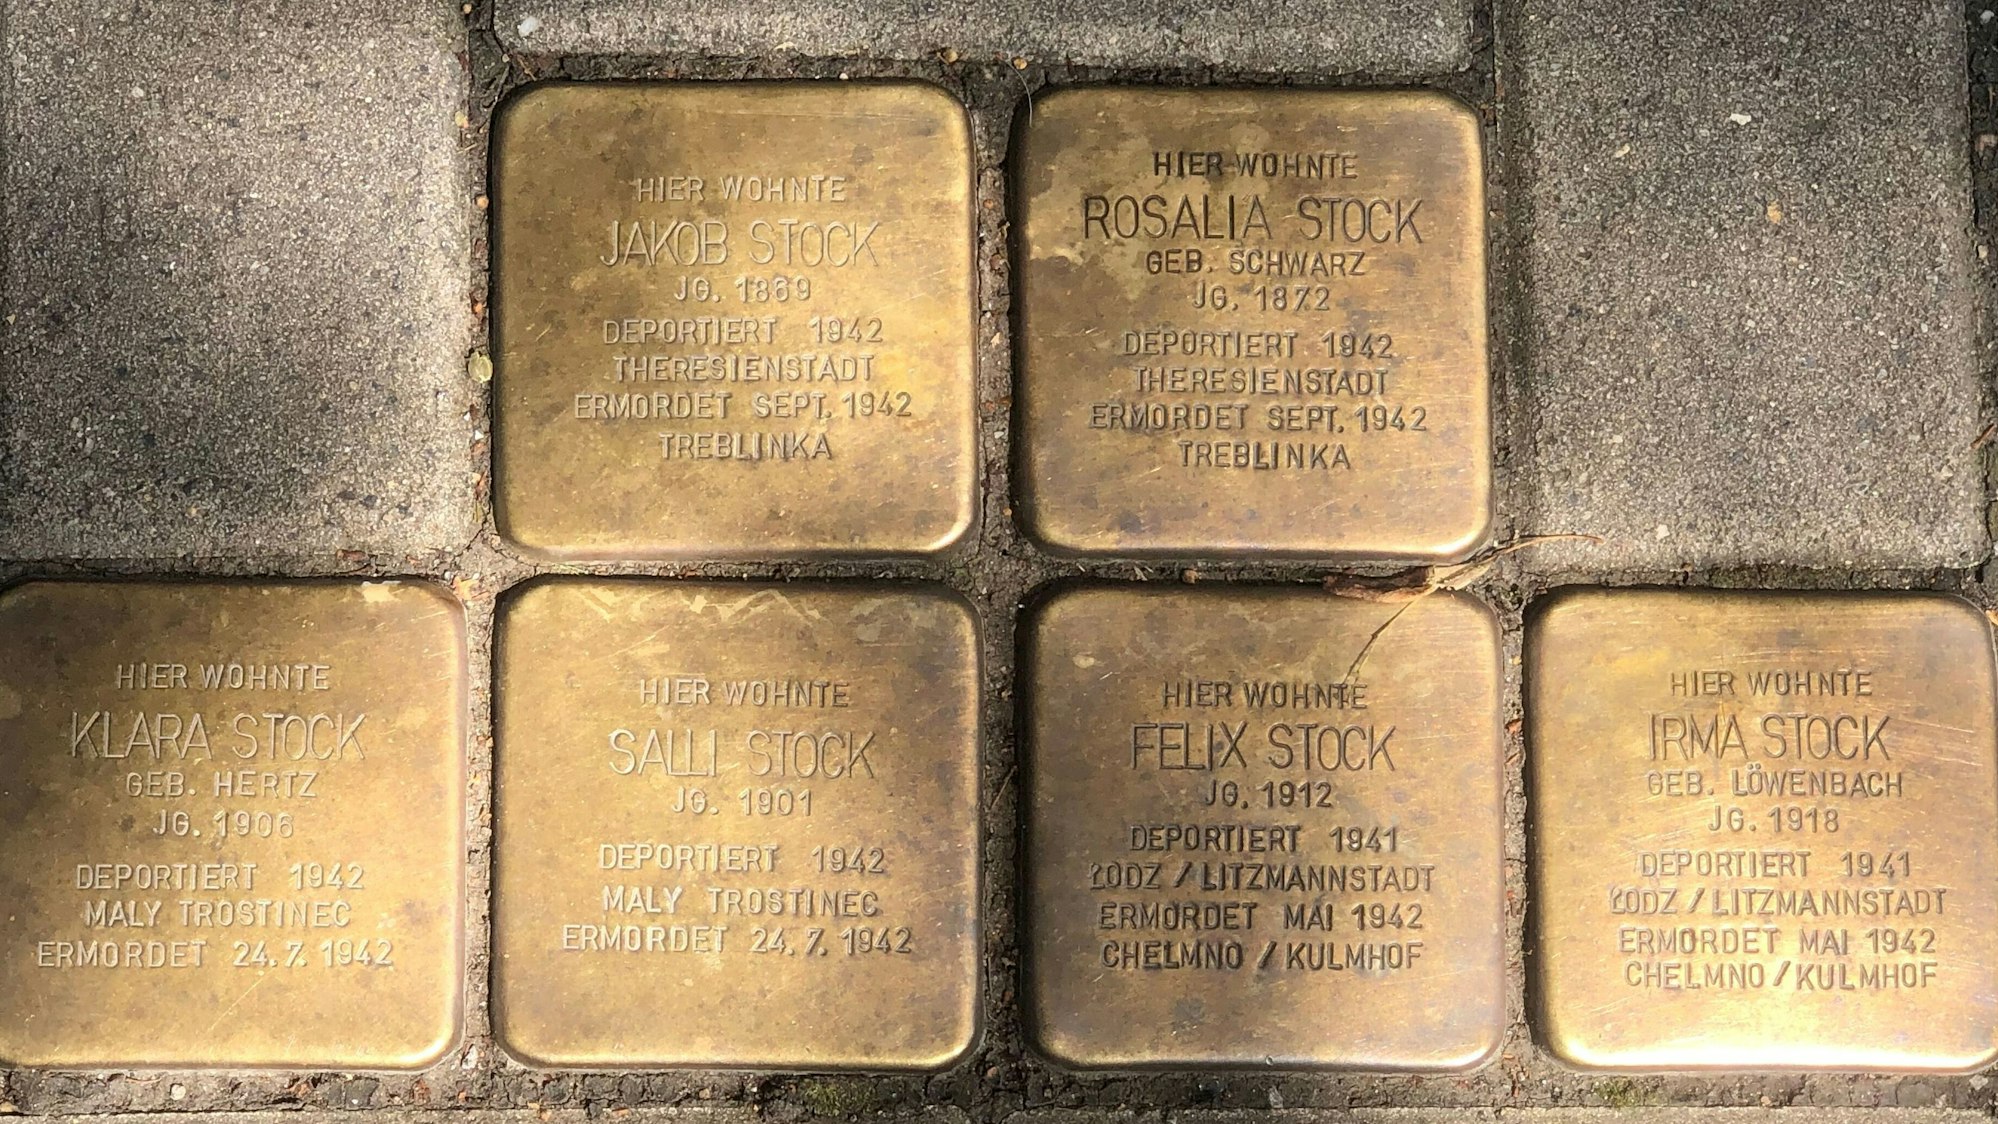 HIER WOHNTE
JAKOB STOCK
JG. 1869
DEPORTIERT 1942
THERESIENSTADT
ERMORDET SEPT. 1942
TREBLINKA
HIER WOHNTE
ROSALIA STOCK
GEB. SCHWARZ
JG. 1872
DEPORTIERT 1942
THERESIENSTADT
ERMORDET SEPT. 1942
TREBLINKA
HIER WOHNTE
KLARA STOCK
GEB. HERTZ
JG. 1906
DEPORTIERT 1942
MALY TROSTINEC
ERMORDET 24.7.1942
HIER WOHNTE
SALLI STOCK
JG. 1901
DEPORTIERT 1942
MALY TROSTINEC
ERMORDET 24.7.1942
HIER WOHNTE
FELIX STOCK
JG. 1912
DEPORTIERT 1941
ŁODZ / LITZMANNSTADT
ERMORDET MAI 1942
CHELMNO / KULMHOF
HIER WOHNTE
IRMA STOCK
GEB. LÖWENBACH
JG. 1918
DEPORTIERT 1941
ŁODZ / LITZMANNSTADT
ERMORDET MAI 1942
CHELMNO / KULMHOF